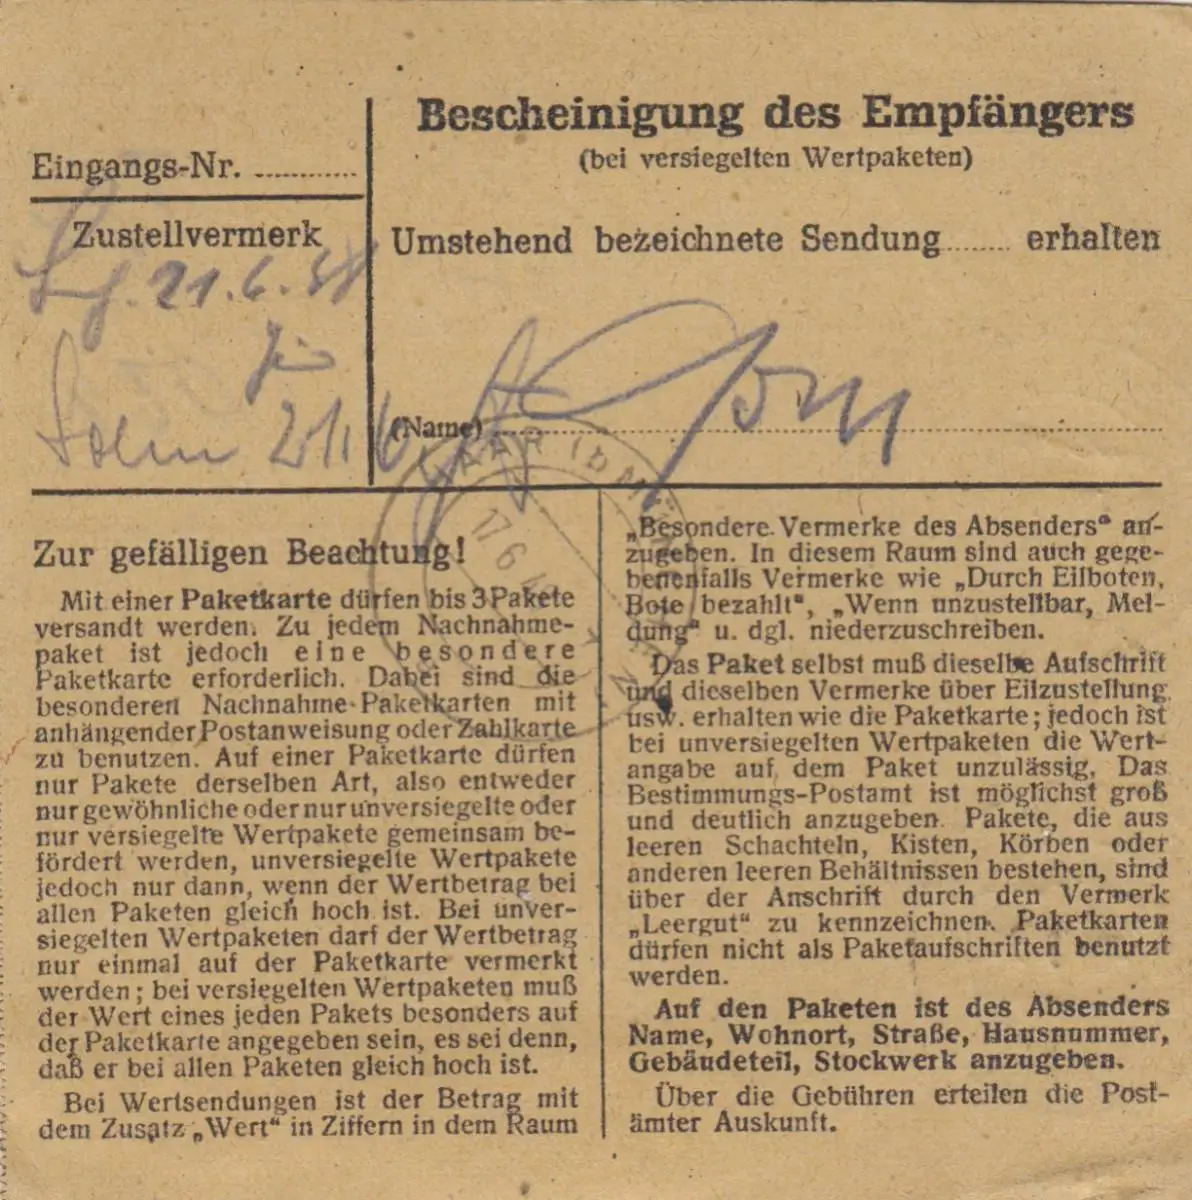 Bescheinigung des Empfängers
(bei versiegelten Wertpaketen)
Eingangs-Nr. ............
Zustellvermerk
21.6.
Umstehend bezeichnete Sendung ........ erhalten
21. 6
(Name)
HAAR (b MÜNCHEN
17 6
Zur gefälligen Beachtung!
Mit einer Paketkarte dürfen bis 3 Pakete
versandt werden. Zu jedem Nachnahme-
paket ist jedoch eine besondere
Paketkarte erforderlich. Dabei sind die
besonderen Nachnahme-Paketkarten mit
anhängender Postanweisung oder Zahlkarte
zu benutzen. Auf einer Paketkarte dürfen
nur Pakete derselben Art, also entweder
nur gewöhnliche oder nur unversiegelte oder
nur versiegelte Wertpakete gemeinsam be-
fördert werden, unversiegelte Wertpakete
jedoch nur dann, wenn der Wertbetrag bei
allen Paketen gleich hoch ist. Bei unver-
siegelten Wertpaketen darf der Wertbetrag
nur einmal auf der Paketkarte vermerkt
werden; bei versiegelten Wertpaketen muß
der Wert eines jeden Pakets besonders auf
der Paketkarte angegeben sein, es sei denn,
daß er bei allen Paketen gleich hoch ist.
Bei Wertsendungen ist der Betrag mit
dem Zusatz „Wert“ in Ziffern in dem Raum
„Besondere Vermerke des Absenders“ an-
zugeben. In diesem Raum sind auch gege-
benenfalls Vermerke wie „Durch Eilboten,
Bote bezahlt“, „Wenn unzustellbar, Mel-
dung“ u. dgl. niederzuschreiben.
Das Paket selbst muß dieselbe Aufschrift
und dieselben Vermerke über Eilzustellung
usw. erhalten wie die Paketkarte; jedoch ist
bei unversiegelten Wertpaketen die Wert-
angabe auf dem Paket unzulässig. Das
Bestimmungs-Postamt ist möglichst groß
und deutlich anzugeben. Pakete, die aus
leeren Schachteln, Kisten, Körben oder
anderen leeren Behältnissen bestehen, sind
über der Anschrift durch den Vermerk
„Leergut“ zu kennzeichnen. Paketkarten
dürfen nicht als Paketaufschriften benutzt
werden.
Auf den Paketen ist des Absenders
Name, Wohnort, Straße, Hausnummer,
Gebäudeteil, Stockwerk anzugeben.
Über die Gebühren erteilen die Post-
ämter Auskunft.